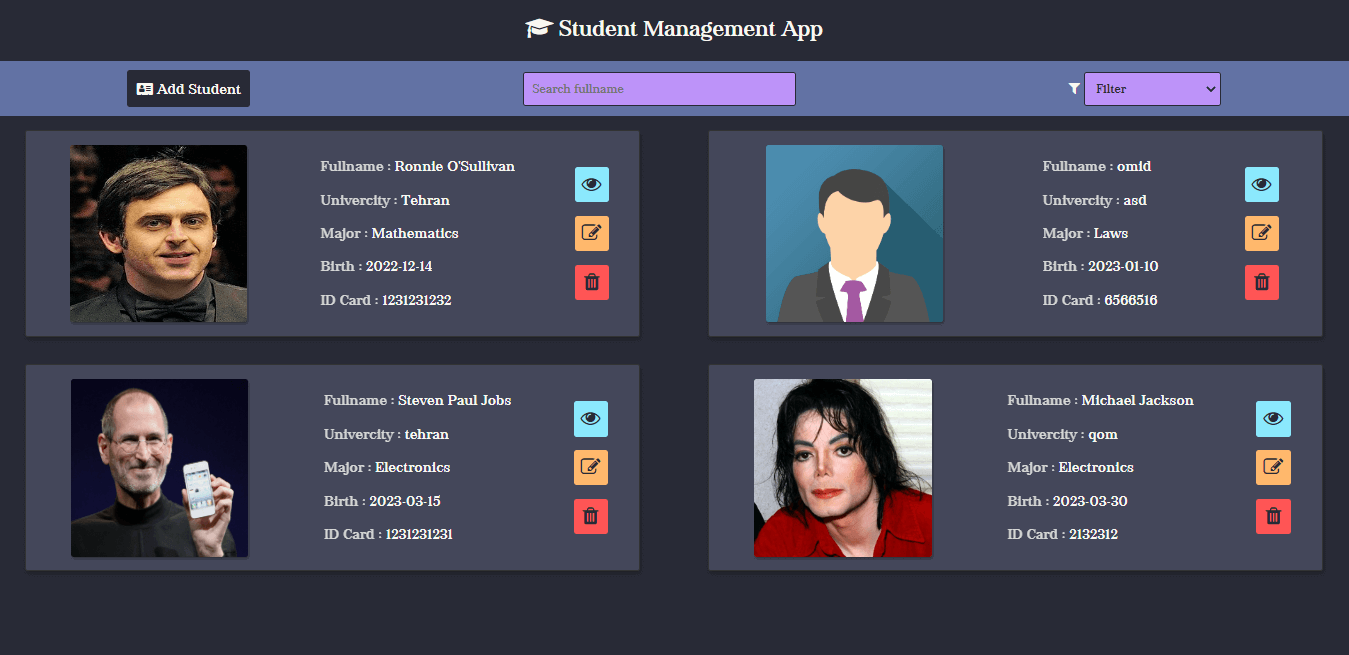 Student Management App
Add Student
Search fullname
Filter
Fullname : Ronnie O'Sullivan
Univercity : Tehran
Major : Mathematics
Birth : 2022-12-14
ID Card : 1231231232
Fullname : omid
Univercity : asd
Major : Laws
Birth : 2023-01-10
ID Card : 6566516
Fullname : Steven Paul Jobs
Univercity : tehran
Major : Electronics
Birth : 2023-03-15
ID Card : 1231231231
Fullname : Michael Jackson
Univercity : qom
Major : Electronics
Birth : 2023-03-30
ID Card : 2132312